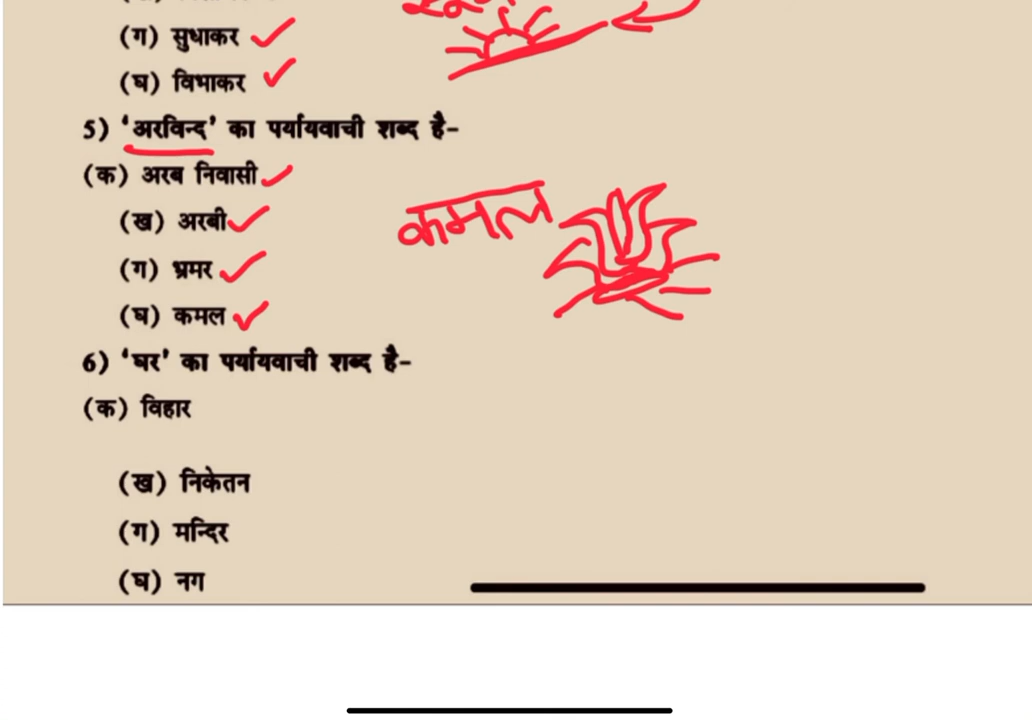 (ग) सुधाकर
(घ) विभाकर
5) 'अरविन्द' का पर्यायवाची शब्द है-
(क) अरब निवासी
(ख) अरबी
कमल
(ग) भ्रमर
(घ) कमल
6) 'घर' का पर्यायवाची शब्द है-
(क) विहार
(ख) निकेतन
(ग) मन्दिर
(घ) नग